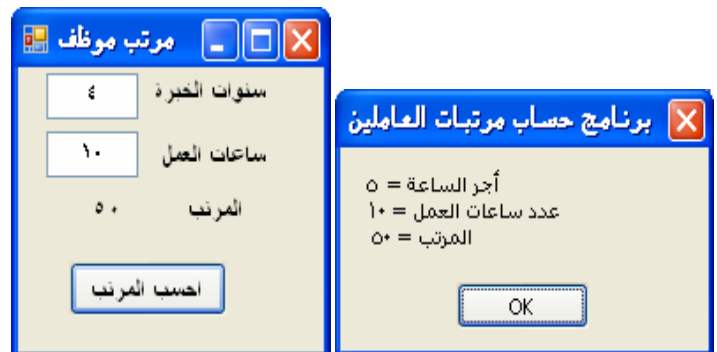 مرتب موظف
سنوات الخبرة ٤
ساعات العمل ١٠
المرتب ٥٠
احسب المرتب
برنامج حساب مرتبات العاملين
أجر الساعة = ٥
عدد ساعات العمل = ١٠
المرتب = ٥٠
OK